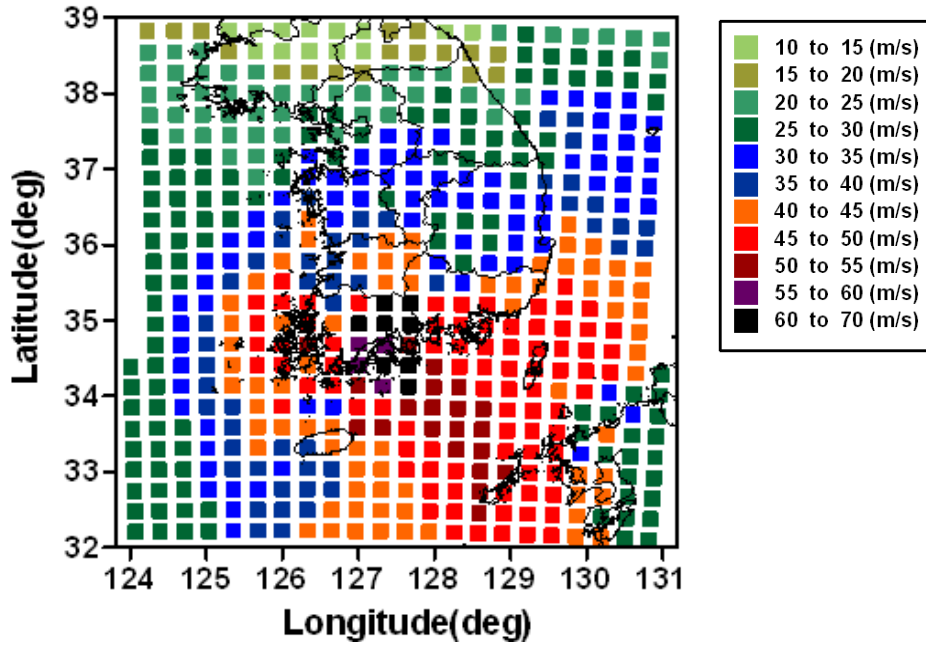 39
38
37
36
35
34
33
32
Latitude(deg)
124 125 126 127 128 129 130 131
Longitude(deg)
10 to 15 (m/s)
15 to 20 (m/s)
20 to 25 (m/s)
25 to 30 (m/s)
30 to 35 (m/s)
35 to 40 (m/s)
40 to 45 (m/s)
45 to 50 (m/s)
50 to 55 (m/s)
55 to 60 (m/s)
60 to 70 (m/s)